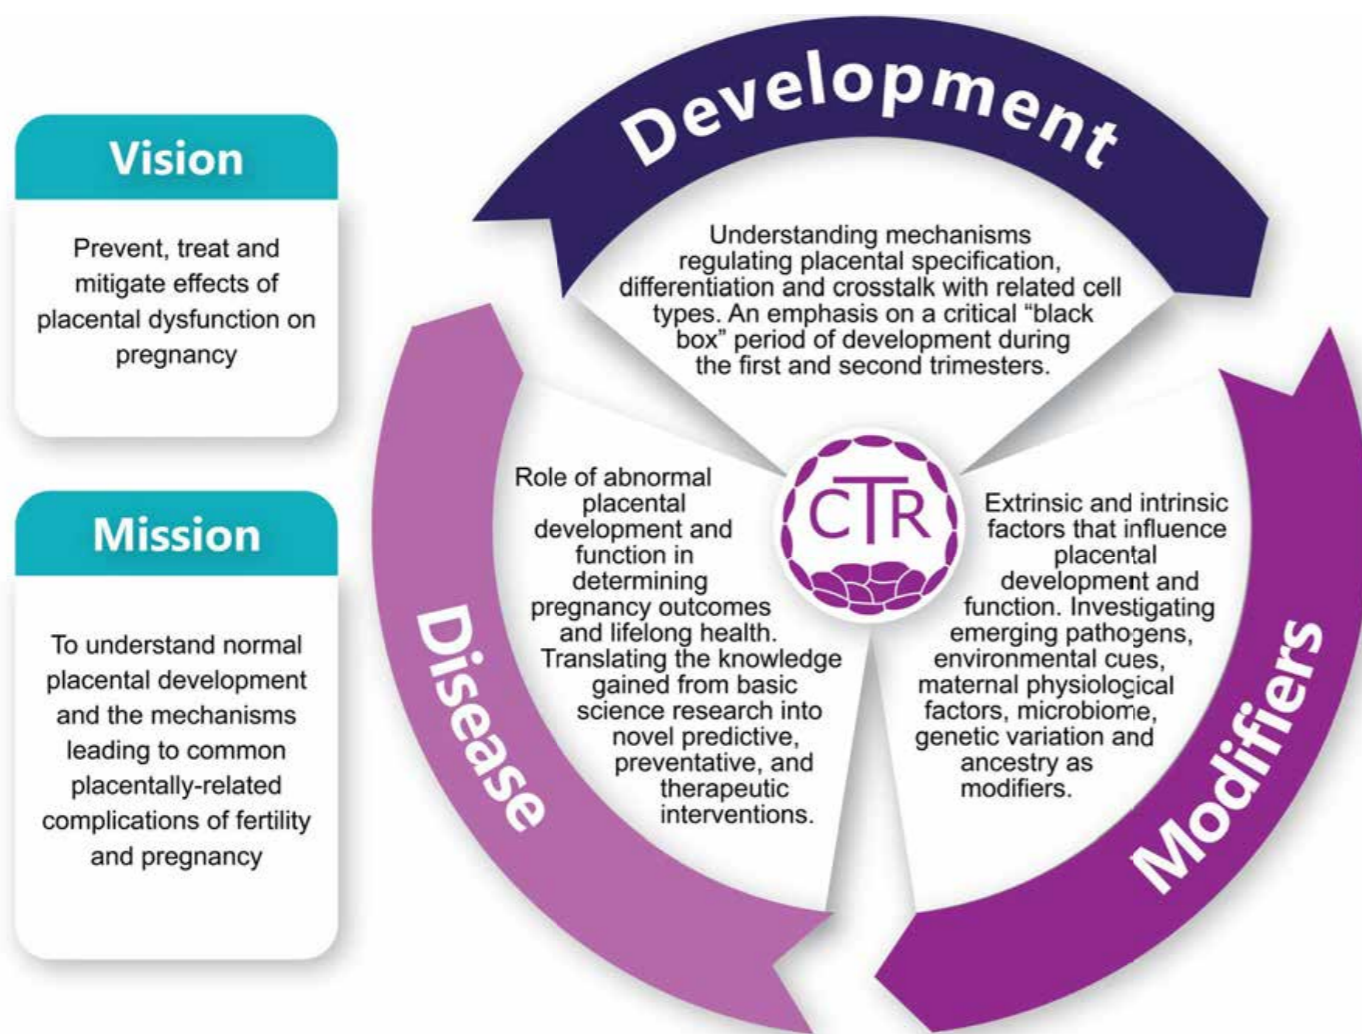 Vision
Prevent, treat and
mitigate effects of
placental dysfunction on
pregnancy
Mission
To understand normal
placental development
and the mechanisms
leading to common
placentally-related
complications of fertility
and pregnancy
Development
Understanding mechanisms
regulating placental specification,
differentiation and crosstalk with related cell
types. An emphasis on a critical “black
box” period of development during
the first and second trimesters.
Disease
Role of abnormal
placental
development and
function in
determining
pregnancy outcomes
and lifelong health.
Translating the knowledge
gained from basic
science research into
novel predictive,
preventative, and
therapeutic
interventions.
CTR
Modifiers
Extrinsic and intrinsic
factors that influence
placental
development and
function. Investigating
emerging pathogens,
environmental cues,
maternal physiological
factors, microbiome,
genetic variation and
ancestry as
modifiers.